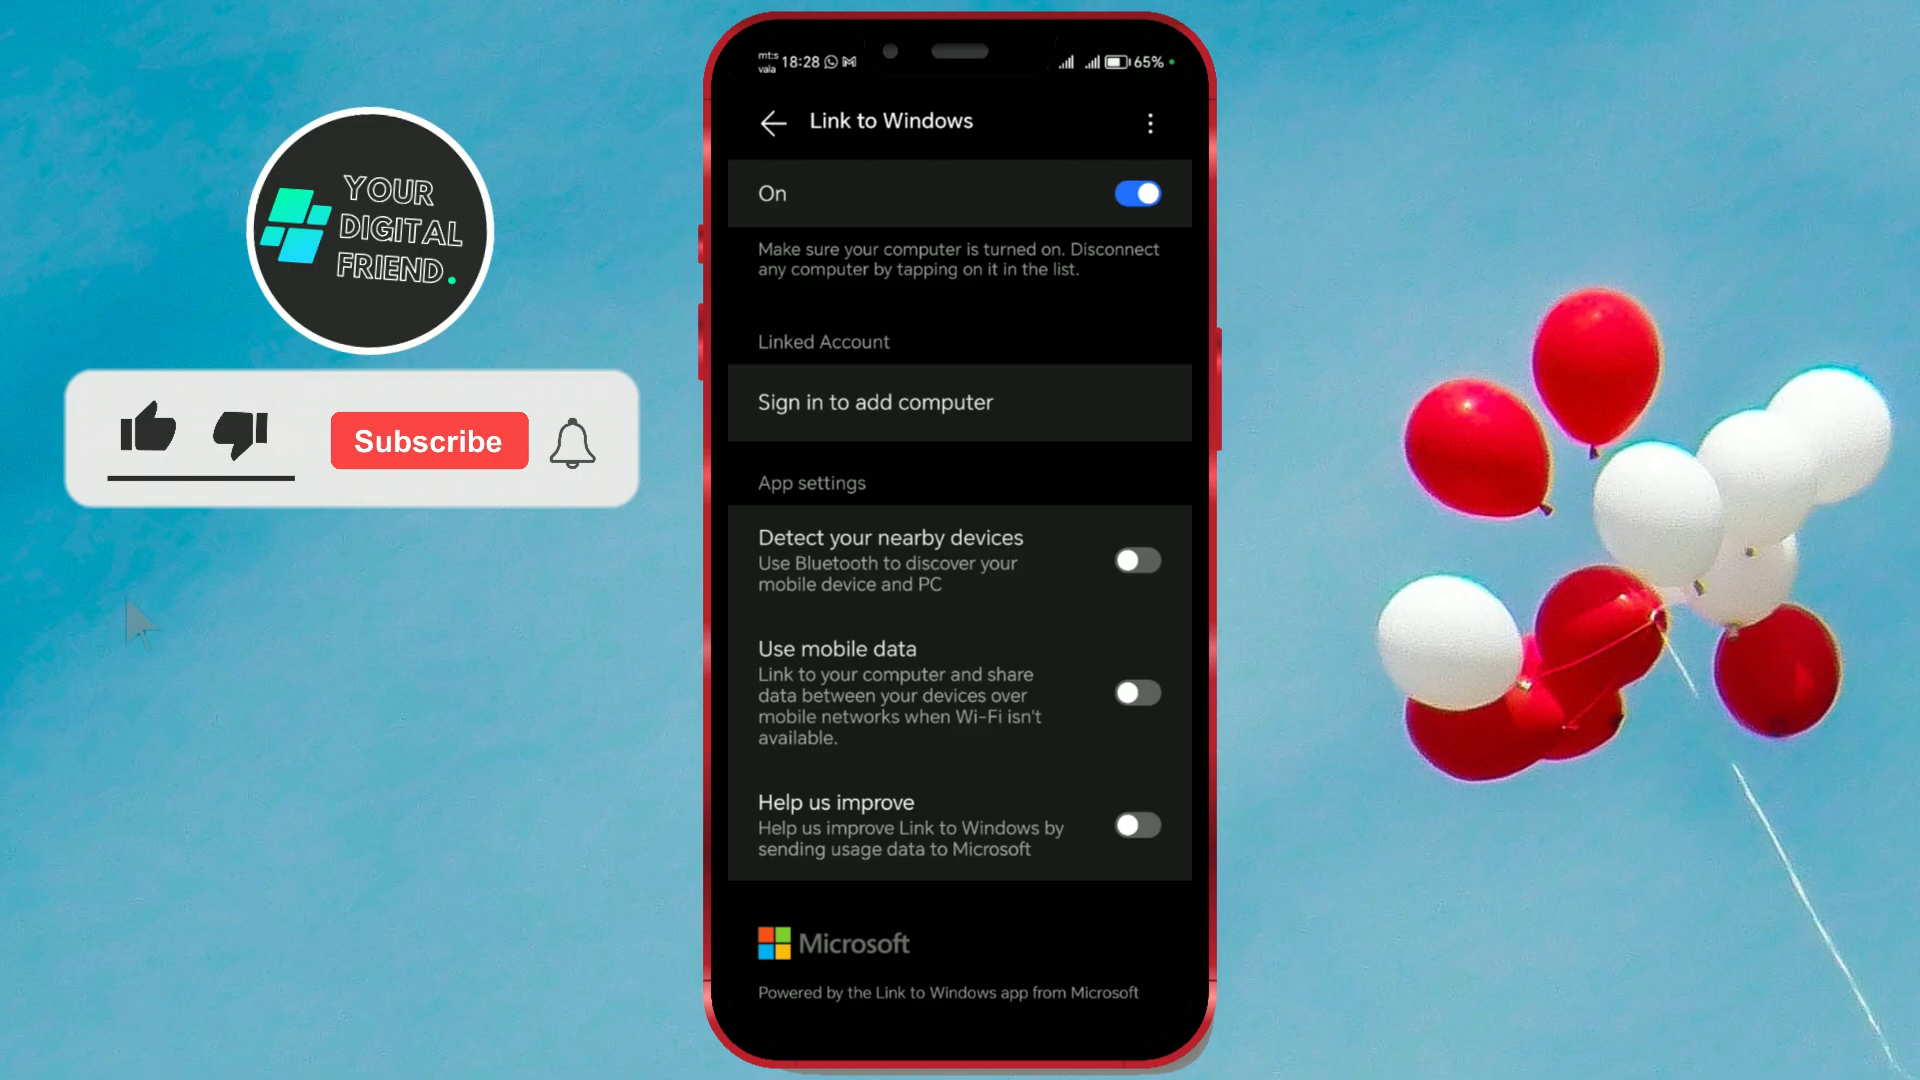 YOUR
DIGITAL
FRIEND.
Subscribe
mt:s
vala
18:28
65%
Link to Windows
On
Make sure your computer is turned on. Disconnect
any computer by tapping on it in the list.
Linked Account
Sign in to add computer
App settings
Detect your nearby devices
Use Bluetooth to discover your
mobile device and PC
Use mobile data
Link to your computer and share
data between your devices over
mobile networks when Wi-Fi isn't
available.
Help us improve
Help us improve Link to Windows by
sending usage data to Microsoft
Microsoft
Powered by the Link to Windows app from Microsoft